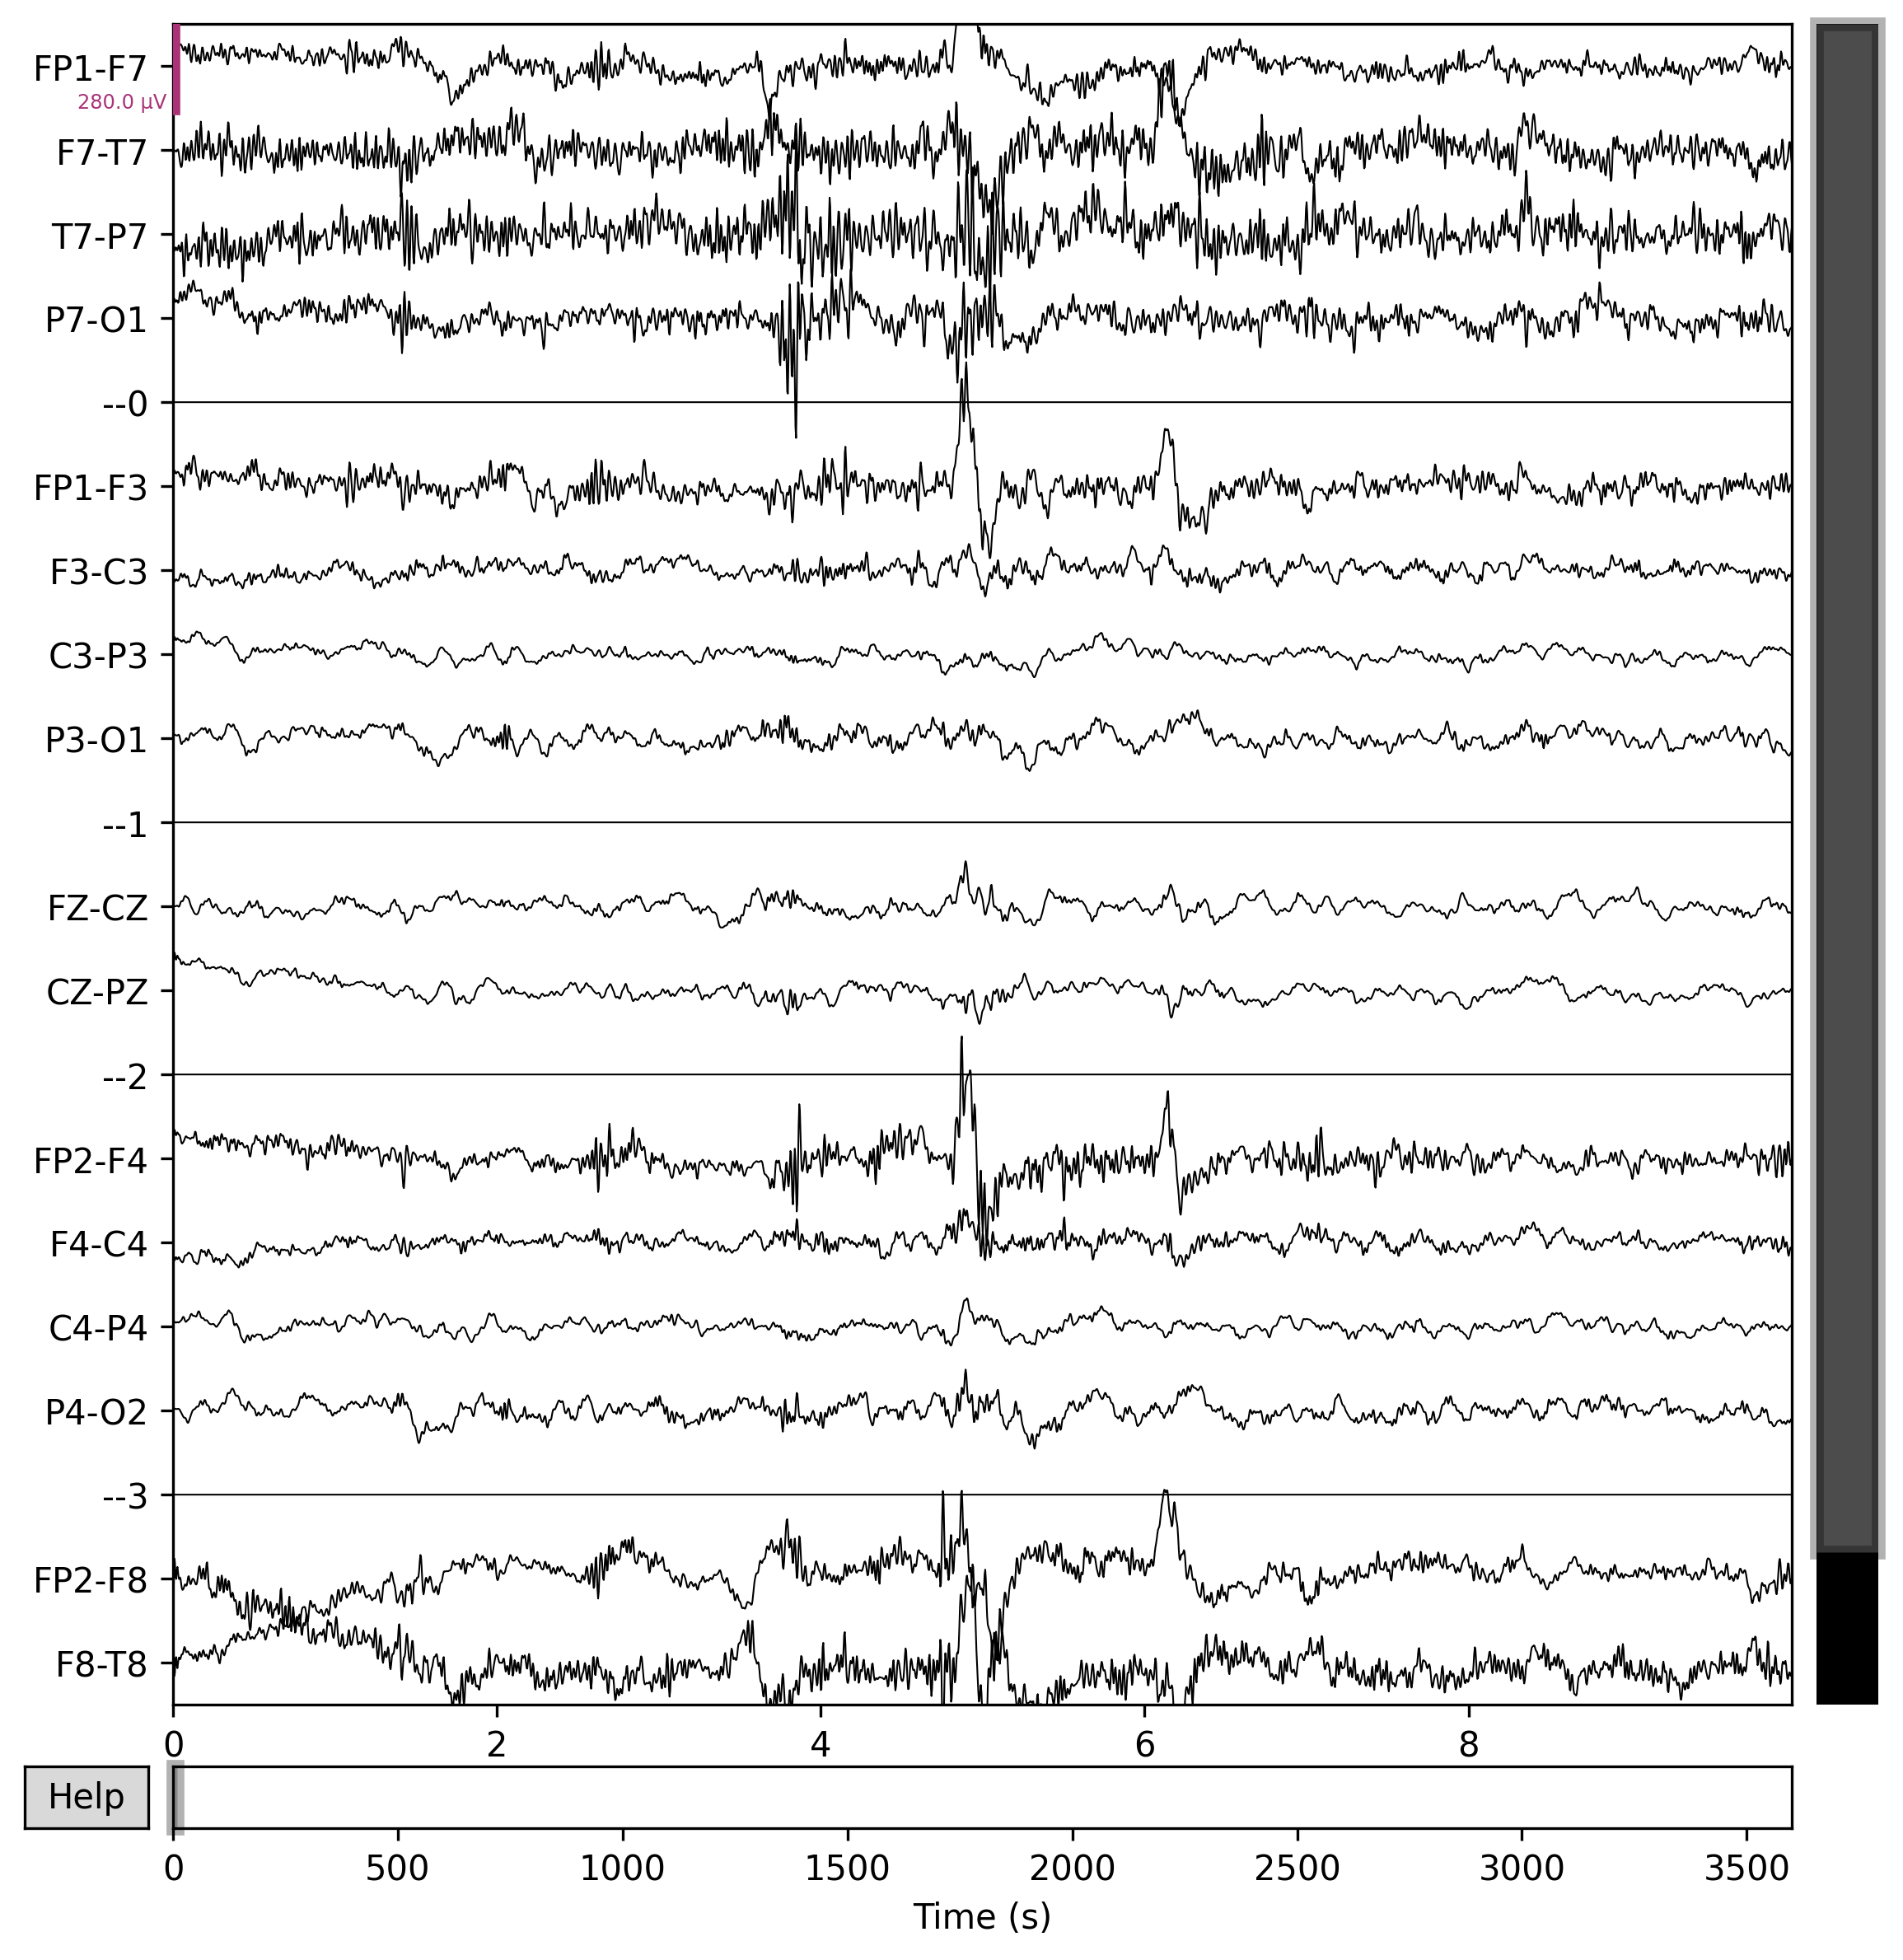 FP1-F7
280.0 µV
F7-T7
T7-P7
P7-O1
--0
FP1-F3
F3-C3
C3-P3
P3-O1
--1
FZ-CZ
CZ-PZ
--2
FP2-F4
F4-C4
C4-P4
P4-O2
--3
FP2-F8
F8-T8
0 2 4 6 8
Help
0 500 1000 1500 2000 2500 3000 3500
Time (s)